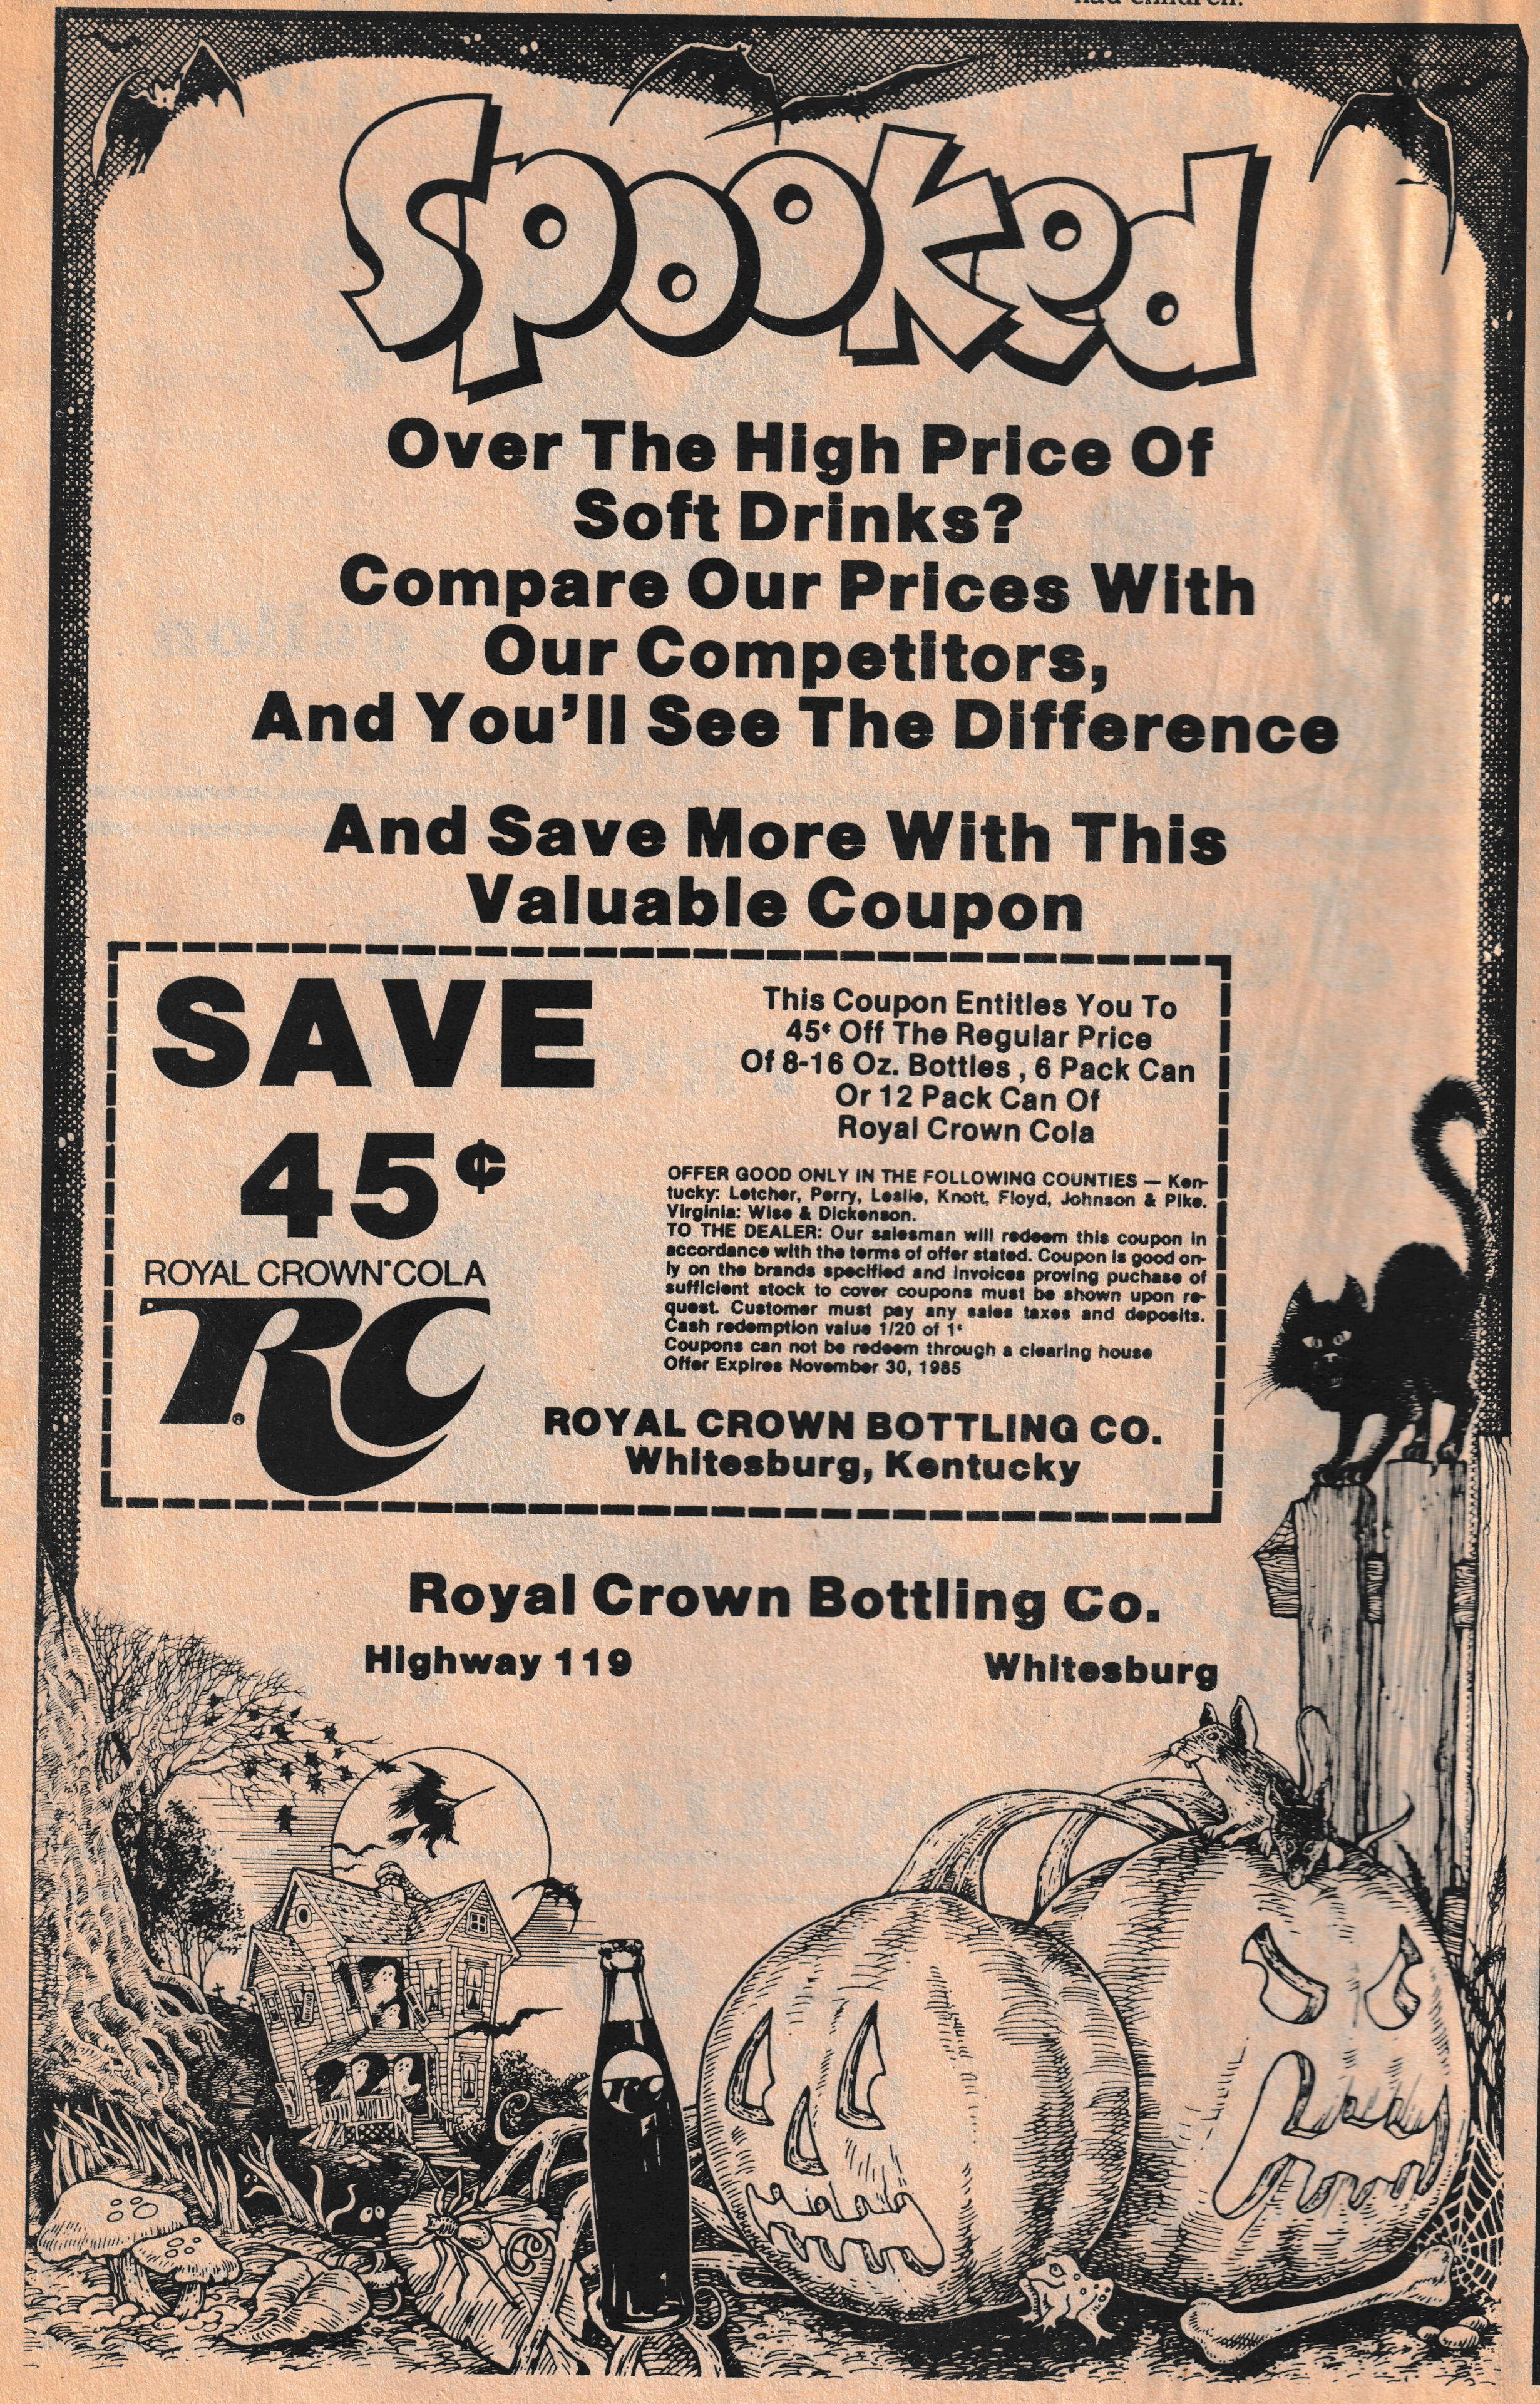 had children.
Spooked
Over The High Price Of
Soft Drinks?
Compare Our Prices With
Our Competitors,
And You'll See The Difference
And Save More With This
Valuable Coupon
SAVE
45¢
ROYAL CROWN® COLA
RC®
This Coupon Entitles You To
45¢ Off The Regular Price
Of 8-16 Oz. Bottles , 6 Pack Can
Or 12 Pack Can Of
Royal Crown Cola
OFFER GOOD ONLY IN THE FOLLOWING COUNTIES — Ken-
tucky: Letcher, Perry, Leslie, Knott, Floyd, Johnson & Pike.
Virginia: Wise & Dickenson.
TO THE DEALER: Our salesman will redeem this coupon in
accordance with the terms of offer stated. Coupon is good on-
ly on the brands specified and invoices proving puchase of
sufficient stock to cover coupons must be shown upon re-
quest. Customer must pay any sales taxes and deposits.
Cash redemption value 1/20 of 1¢
Coupons can not be redeem through a clearing house
Offer Expires November 30, 1985
ROYAL CROWN BOTTLING CO.
Whitesburg, Kentucky
Royal Crown Bottling Co.
Highway 119 Whitesburg
RC